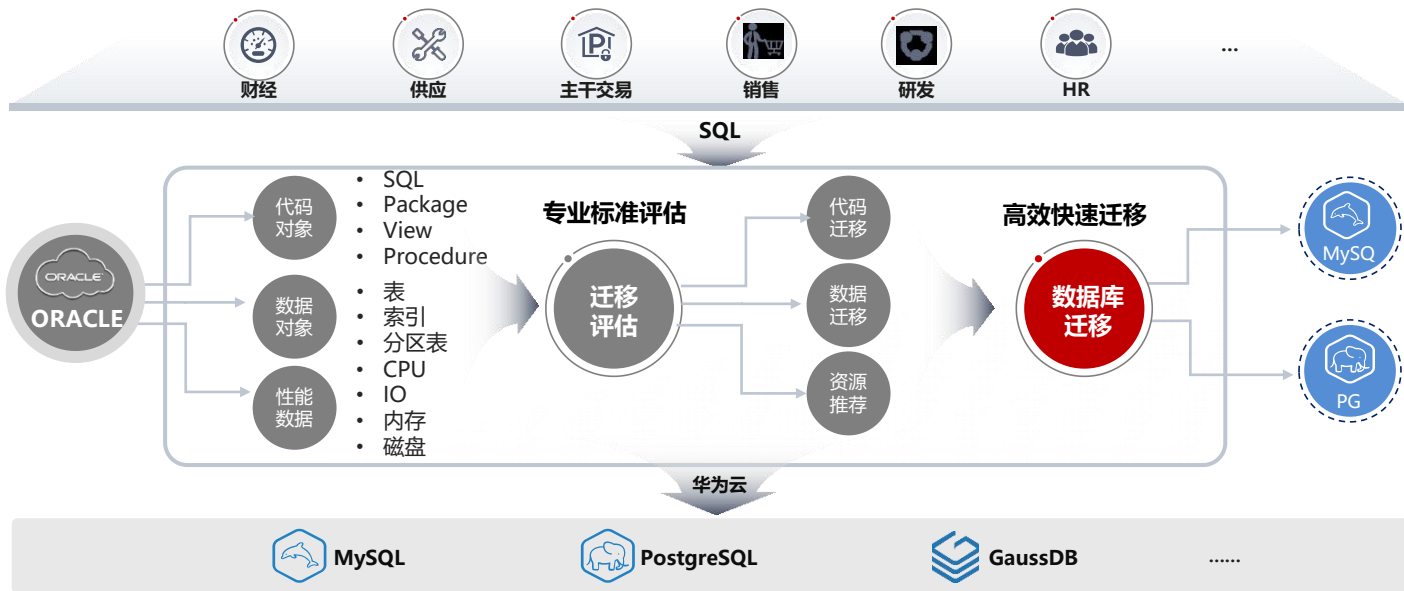 财经
供应
主干交易
销售
研发
HR
...
SQL
ORACLE
ORACLE
代码
对象
• SQL
• Package
• View
• Procedure
数据
对象
• 表
• 索引
• 分区表
• CPU
• IO
• 内存
• 磁盘
性能
数据
专业标准评估
迁移
评估
代码
迁移
数据
迁移
资源
推荐
高效快速迁移
数据库
迁移
MySQ
PG
华为云
MySQL
PostgreSQL
GaussDB
......